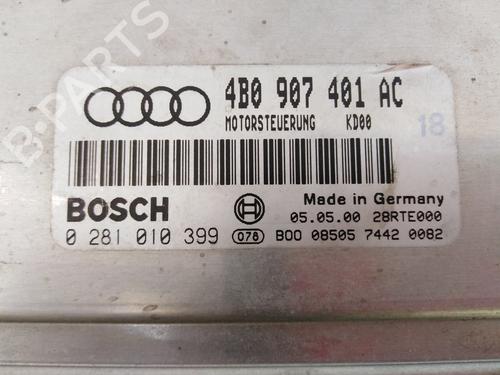 B-PARTS
4B0 907 401 AC
MOTORSTEUERUNG KD00
18
BOSCH
Made in Germany
05.05.00 28RTE000
0 281 010 399 078 B00 08505 7442 0082